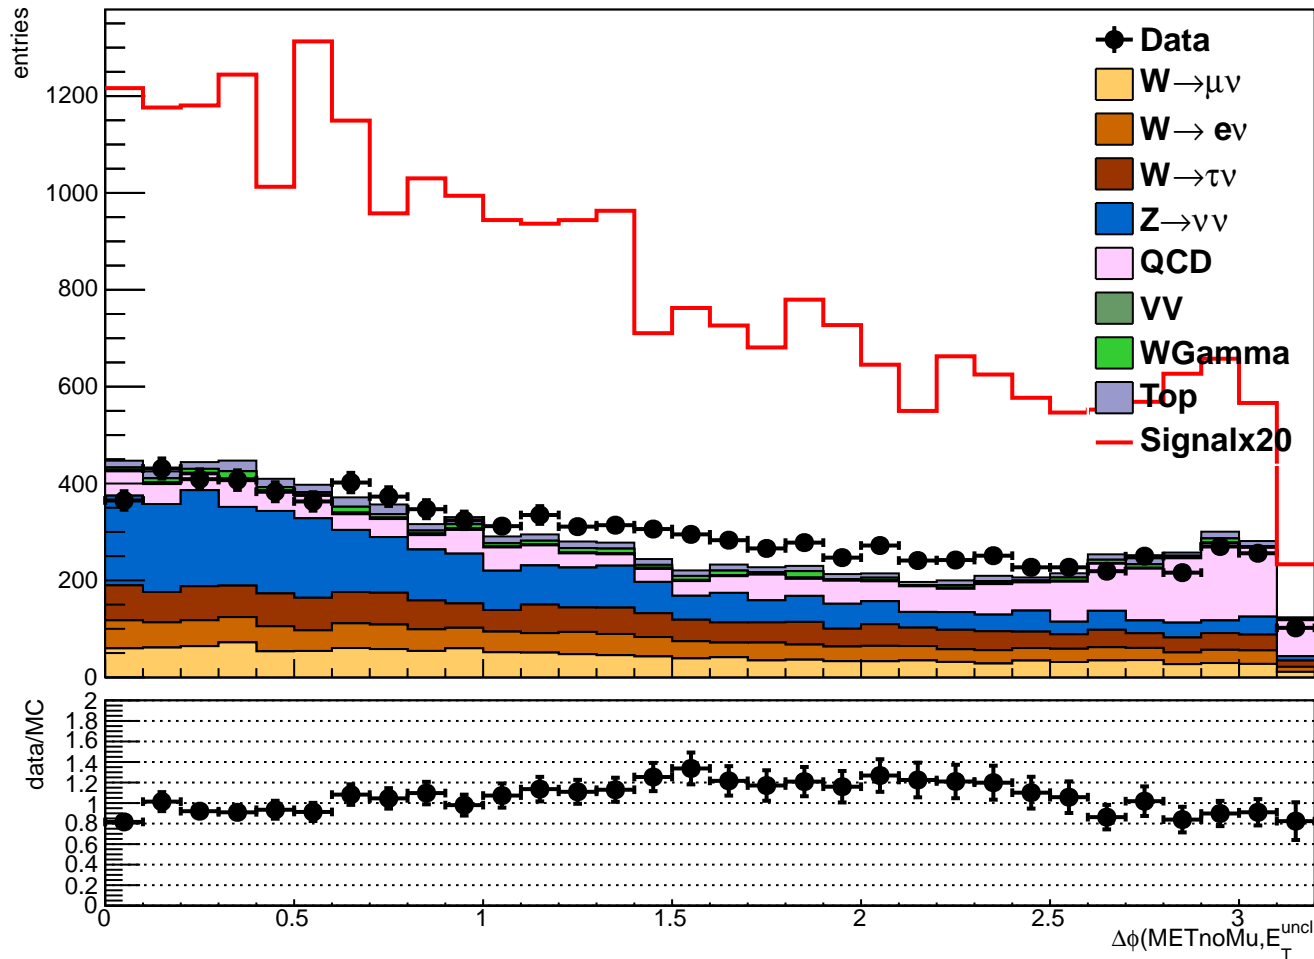 entries
1200
1000
800
600
400
200
0
Data
W→μν
W→ eν
W→τν
Z→νν
QCD
VV
WGamma
Top
Signalx20
data/MC
2
1.8
1.6
1.4
1.2
1
0.8
0.6
0.4
0.2
0
0 0.5 1 1.5 2 2.5 3
Δϕ(METnoMu,E_T^uncl